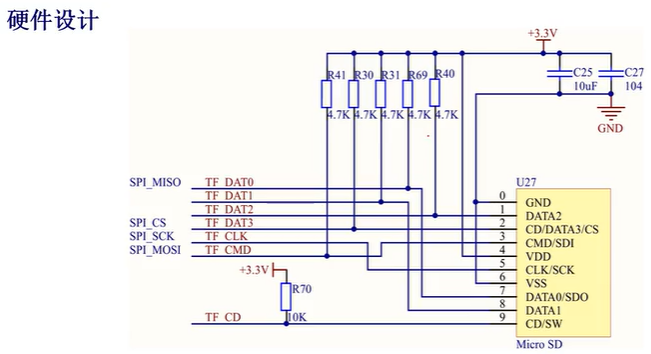 硬件设计
+3.3V
R41 R30 R31 R69 R40
C25 C27
10uF 104
4.7K 4.7K 4.7K 4.7K 4.7K
GND
U27
SPI_MISO TF_DAT0
TF_DAT1
TF_DAT2
SPI_CS TF_DAT3
SPI_SCK TF_CLK
SPI_MOSI TF_CMD
0 GND
1 DATA2
2 CD/DATA3/CS
3 CMD/SDI
4 VDD
5 CLK/SCK
6 VSS
7 DATA0/SDO
8 DATA1
9 CD/SW
+3.3V
R70
10K
TF_CD
Micro SD